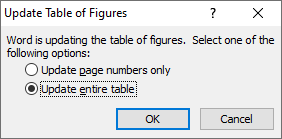 Update Table of Figures ? ×
Word is updating the table of figures. Select one of the
following options:
Update page numbers only
Update entire table
OK Cancel